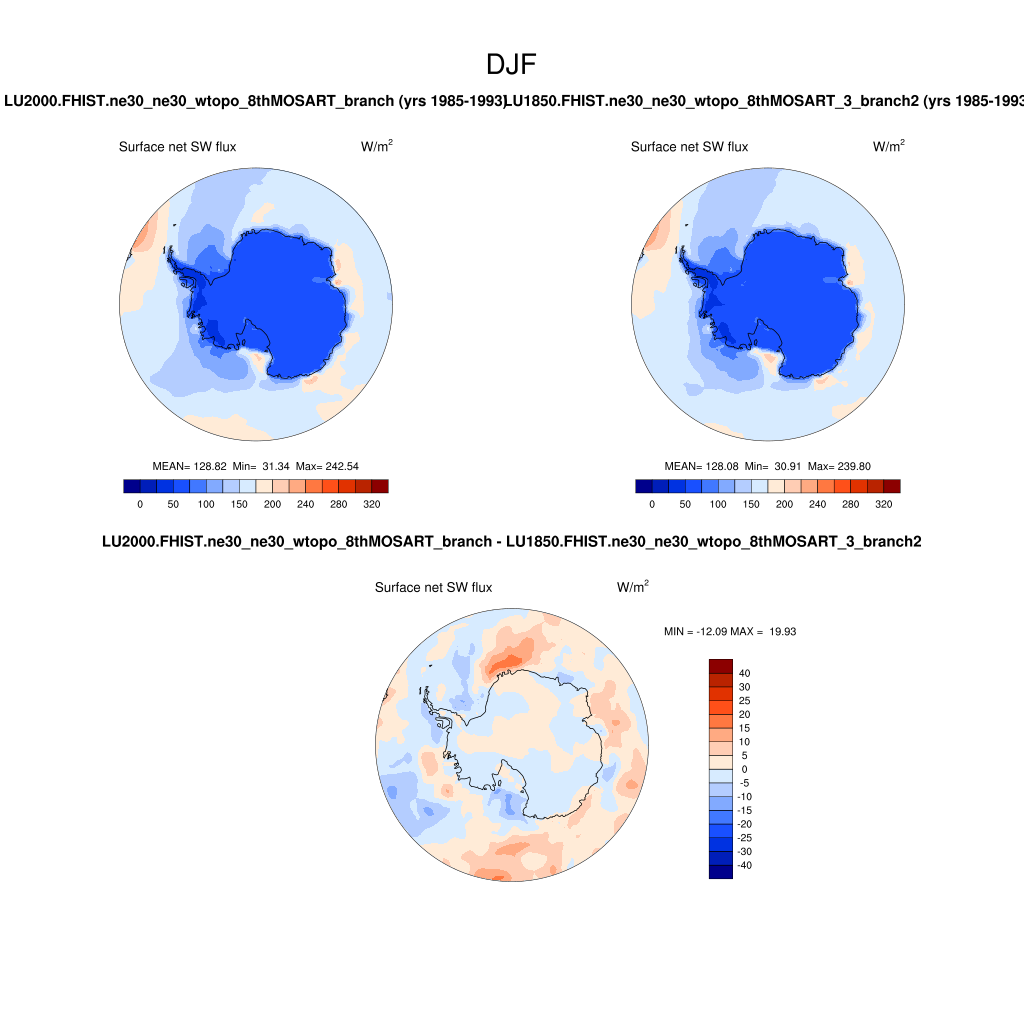 DJF
LU2000.FHIST.ne30_ne30_wtopo_8thMOSART_branch (yrs 1985-1993)
LU1850.FHIST.ne30_ne30_wtopo_8thMOSART_3_branch2 (yrs 1985-1993
Surface net SW flux W/m²
Surface net SW flux W/m²
MEAN= 128.82 Min= 31.34 Max= 242.54
MEAN= 128.08 Min= 30.91 Max= 239.80
0 50 100 150 200 240 280 320
0 50 100 150 200 240 280 320
LU2000.FHIST.ne30_ne30_wtopo_8thMOSART_branch - LU1850.FHIST.ne30_ne30_wtopo_8thMOSART_3_branch2
Surface net SW flux W/m²
MIN = -12.09 MAX = 19.93
40
30
25
20
15
10
5
0
-5
-10
-15
-20
-25
-30
-40